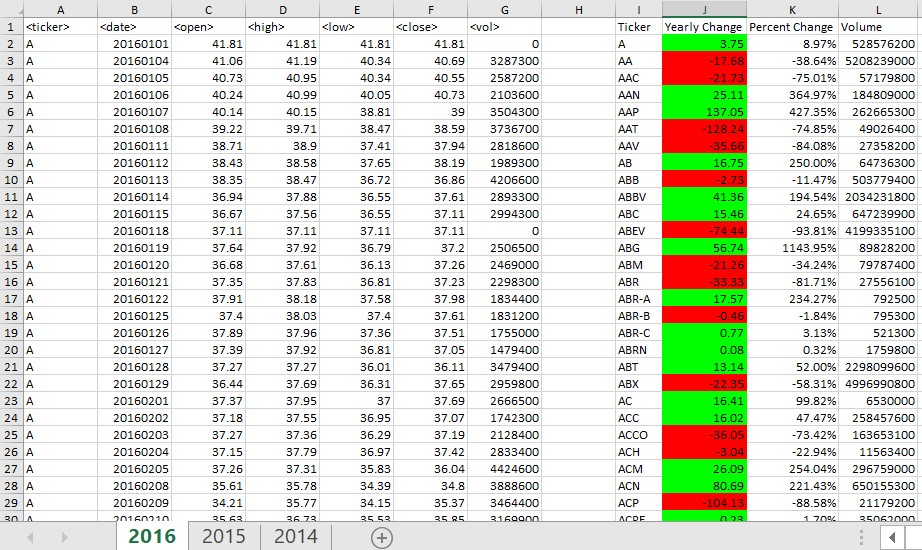 A B C D E F G H I J K L
1 <ticker> <date> <open> <high> <low> <close> <vol> Ticker Yearly Change Percent Change Volume
2 A 20160101 41.81 41.81 41.81 41.81 0 A 3.75 8.97% 528576200
3 A 20160104 41.06 41.19 40.34 40.69 3287300 AA -17.68 -38.64% 5208239000
4 A 20160105 40.73 40.95 40.34 40.55 2587200 AAC -21.73 -75.01% 57179800
5 A 20160106 40.24 40.99 40.05 40.73 2103600 AAN 25.11 364.97% 184809000
6 A 20160107 40.14 40.15 38.81 39 3504300 AAP 137.05 427.35% 262665300
7 A 20160108 39.22 39.71 38.47 38.59 3736700 AAT -128.24 -74.85% 49026400
8 A 20160111 38.71 38.9 37.41 37.94 2818600 AAV -35.66 -84.08% 27358200
9 A 20160112 38.43 38.58 37.65 38.19 1989300 AB 16.75 250.00% 64736300
10 A 20160113 38.35 38.47 36.72 36.86 4206600 ABB -2.73 -11.47% 503779400
11 A 20160114 36.94 37.88 36.55 37.61 2893300 ABBV 41.36 194.54% 2034231800
12 A 20160115 36.67 37.56 36.55 37.11 2994300 ABC 15.46 24.65% 647239900
13 A 20160118 37.11 37.11 37.11 37.11 0 ABEV -74.44 -93.81% 4199335100
14 A 20160119 37.64 37.92 36.79 37.2 2506500 ABG 56.74 1143.95% 89828200
15 A 20160120 36.68 37.61 36.13 37.26 2469000 ABM -21.26 -34.24% 79787400
16 A 20160121 37.35 37.83 36.81 37.23 2298300 ABR -33.33 -81.71% 27556100
17 A 20160122 37.91 38.18 37.58 37.98 1834400 ABR-A 17.57 234.27% 792500
18 A 20160125 37.4 38.03 37.4 37.61 1831200 ABR-B -0.46 -1.84% 795300
19 A 20160126 37.89 37.96 37.36 37.51 1755000 ABR-C 0.77 3.13% 521300
20 A 20160127 37.39 37.92 36.81 37.05 1479400 ABRN 0.08 0.32% 1759800
21 A 20160128 37.27 37.27 36.01 36.11 3479400 ABT 13.14 52.00% 2298099600
22 A 20160129 36.44 37.69 36.31 37.65 2959800 ABX -22.35 -58.31% 4996990800
23 A 20160201 37.37 37.95 37 37.69 2666500 AC 16.41 99.82% 6530000
24 A 20160202 37.18 37.55 36.95 37.07 1742300 ACC 16.02 47.47% 258457600
25 A 20160203 37.27 37.36 36.29 37.19 2128400 ACCO -36.05 -73.42% 163653100
26 A 20160204 37.15 37.79 36.97 37.42 2833400 ACH -3.04 -22.94% 11563400
27 A 20160205 37.26 37.31 35.83 36.04 4424600 ACM 26.09 254.04% 296759000
28 A 20160208 35.61 35.78 34.39 34.8 3888600 ACN 80.69 221.43% 650155300
29 A 20160209 34.21 35.77 34.15 35.37 3464400 ACP -104.13 -88.58% 21179200
30 A 20160210 35.63 36.73 35.53 35.85 3169900 ACRE 0.23 1.70% 35062000
2016 2015 2014